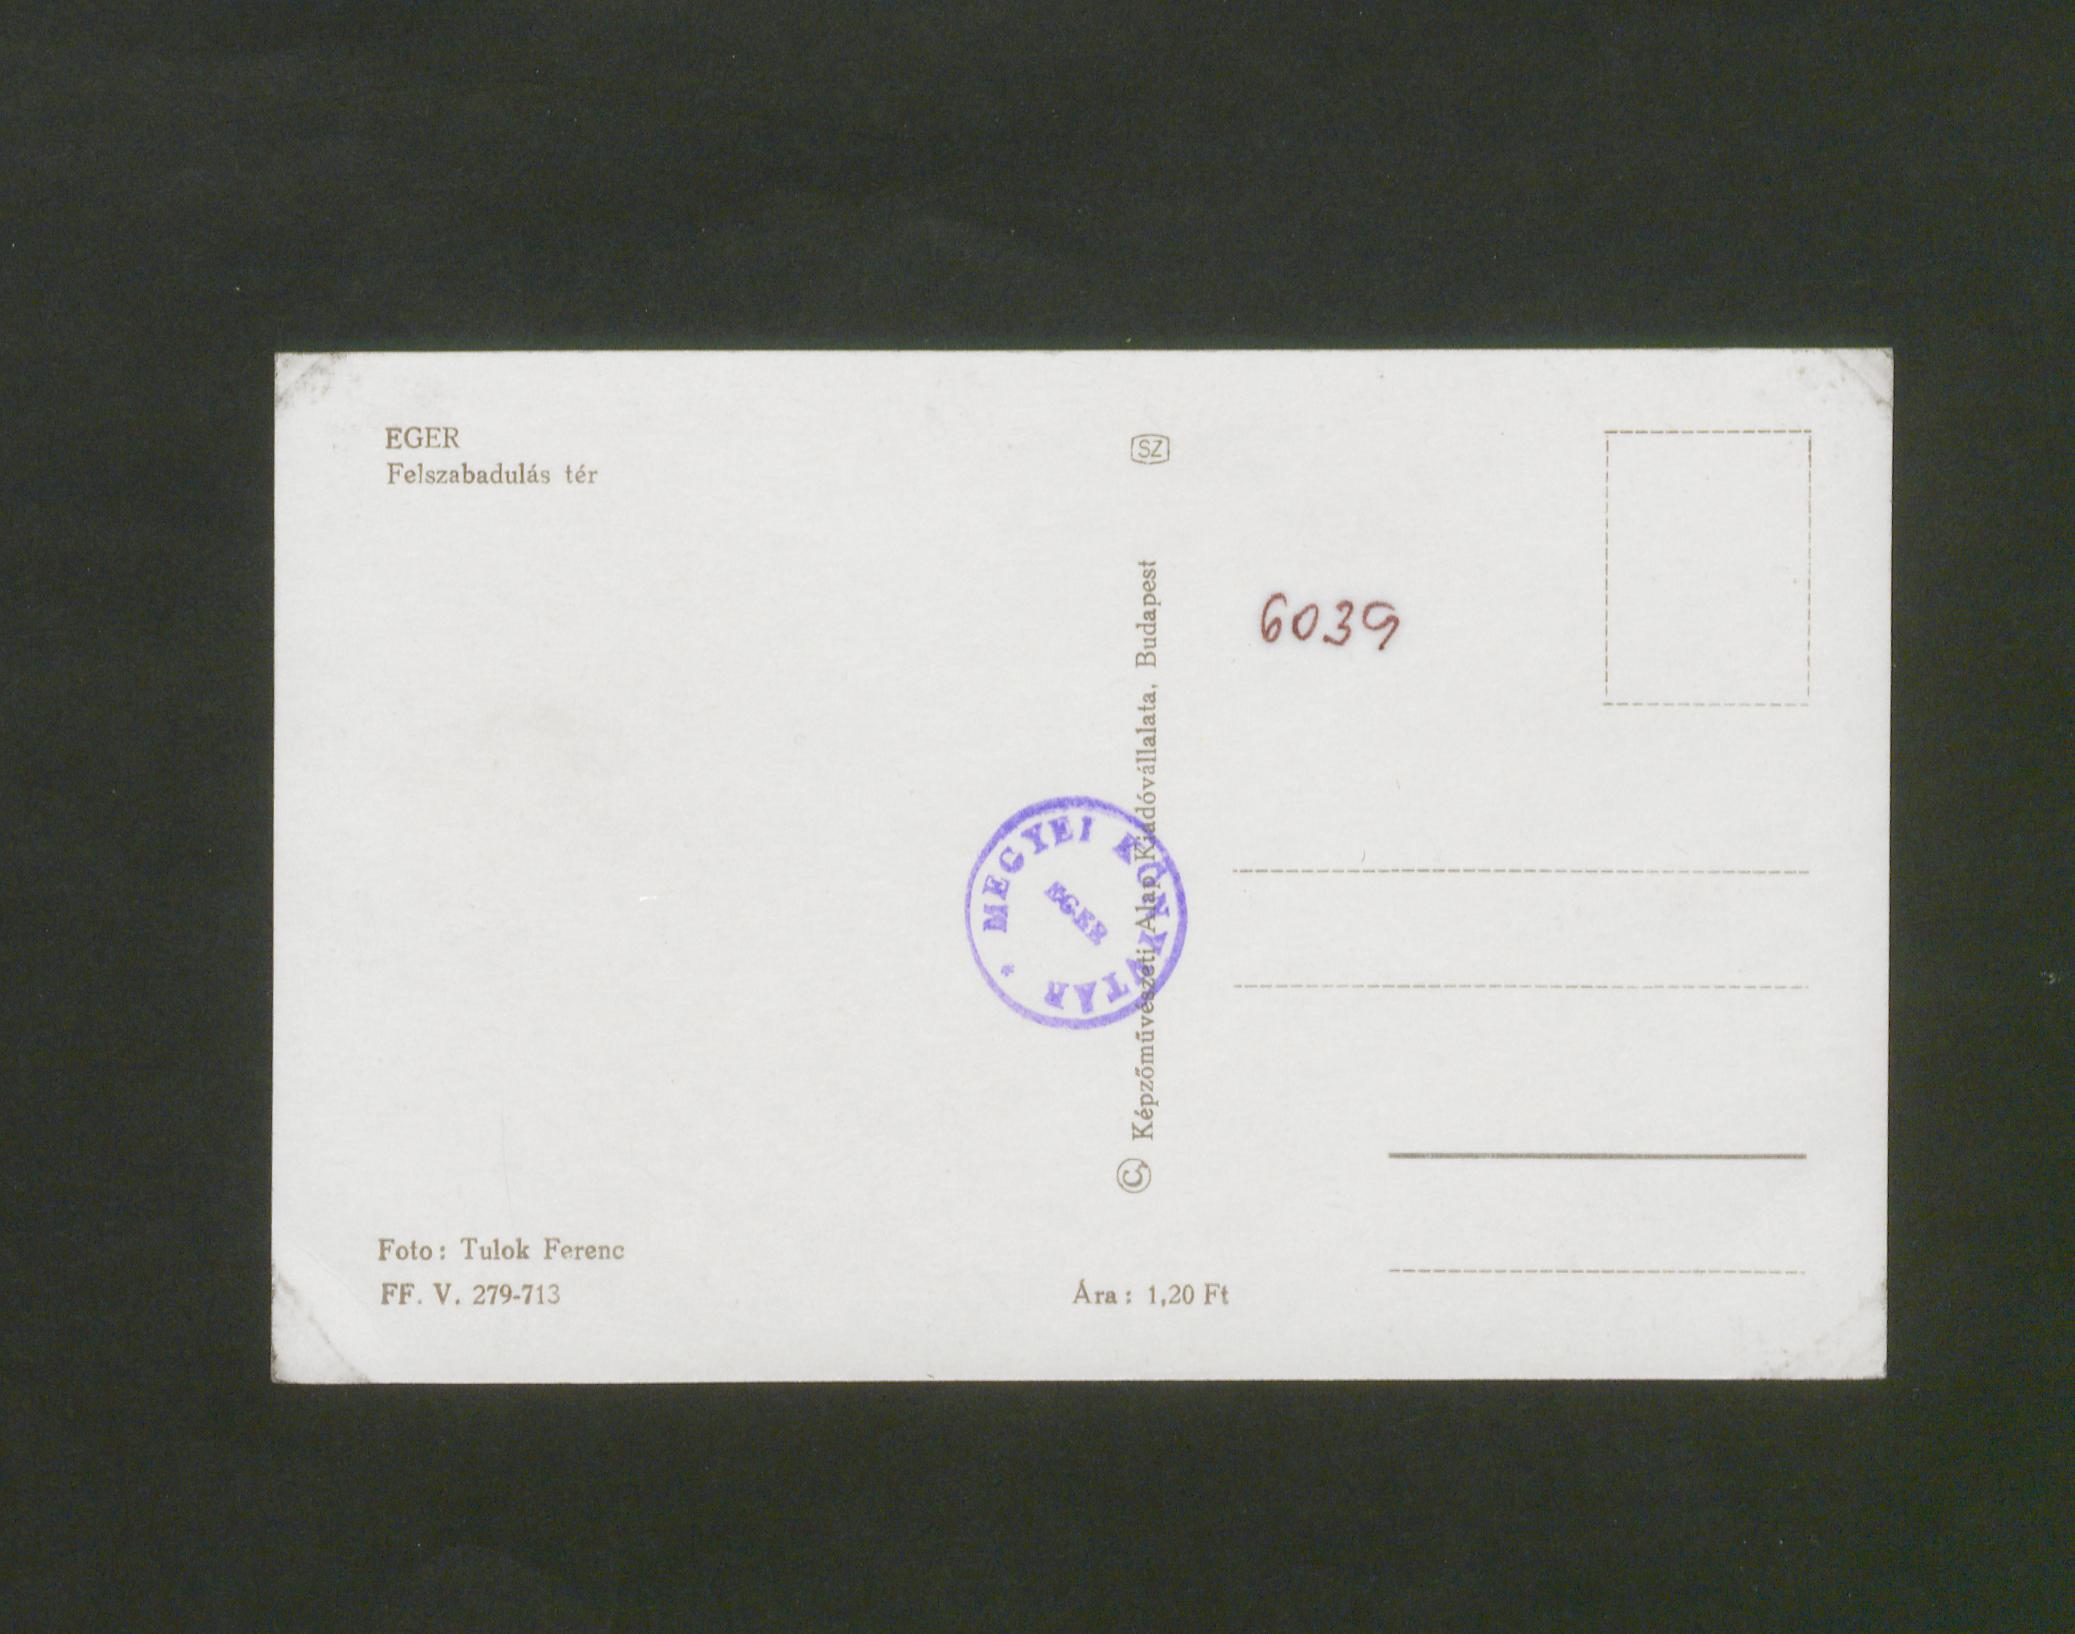 EGER
Felszabadulás tér
SZ
6039
© Képzőművészeti Alap Kiadóvállalata, Budapest
MEGYEI KÖNYVTÁR *
EGER
Foto: Tulok Ferenc
FF. V. 279-713
Ára: 1,20 Ft